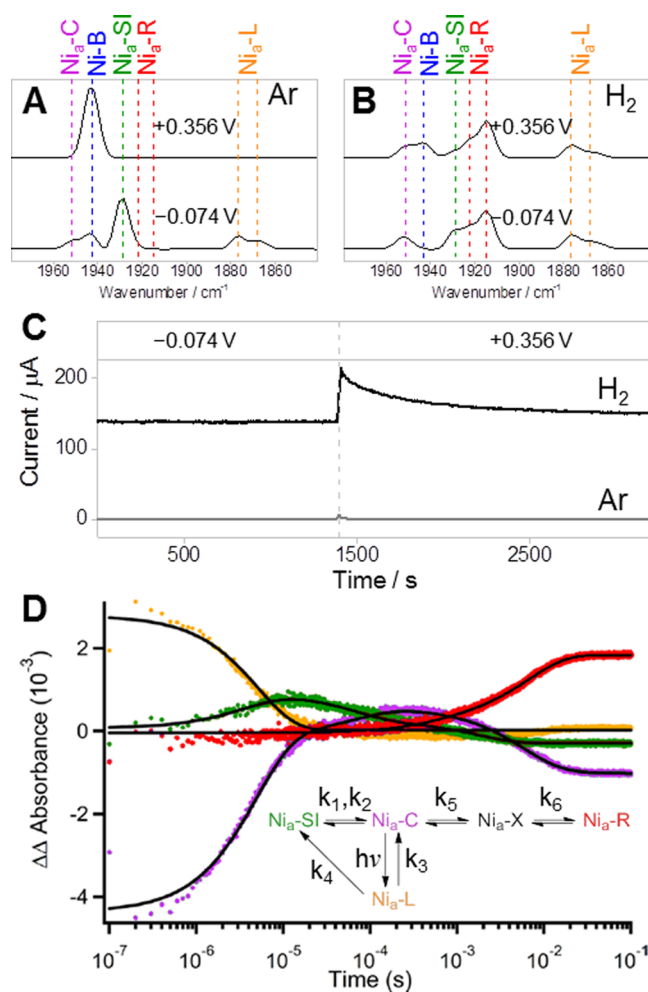 Niₐ-C Ni-B Niₐ-SI Niₐ-R Niₐ-L
A Ar
+0.356 V
−0.074 V
1960 1940 1920 1900 1880 1860
Wavenumber / cm⁻¹
Niₐ-C Ni-B Niₐ-SI Niₐ-R Niₐ-L
B H₂
+0.356 V
−0.074 V
1960 1940 1920 1900 1880 1860
Wavenumber / cm⁻¹
C
−0.074 V +0.356 V
Current / μA
200
100
0
H₂
Ar
500 1500 2500
Time / s
D
ΔΔ Absorbance (10⁻³)
2
0
-2
-4
k₁,k₂ k₅ k₆
Niₐ-SI Niₐ-C Niₐ-X Niₐ-R
k₄ hν k₃
Niₐ-L
10⁻⁷ 10⁻⁶ 10⁻⁵ 10⁻⁴ 10⁻³ 10⁻² 10⁻¹
Time (s)